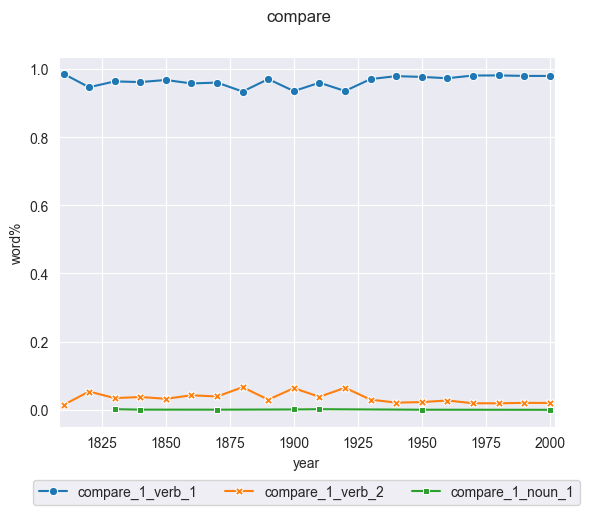 compare
1.0
0.8
0.6
0.4
0.2
0.0
word%
1825 1850 1875 1900 1925 1950 1975 2000
year
compare_1_verb_1 compare_1_verb_2 compare_1_noun_1